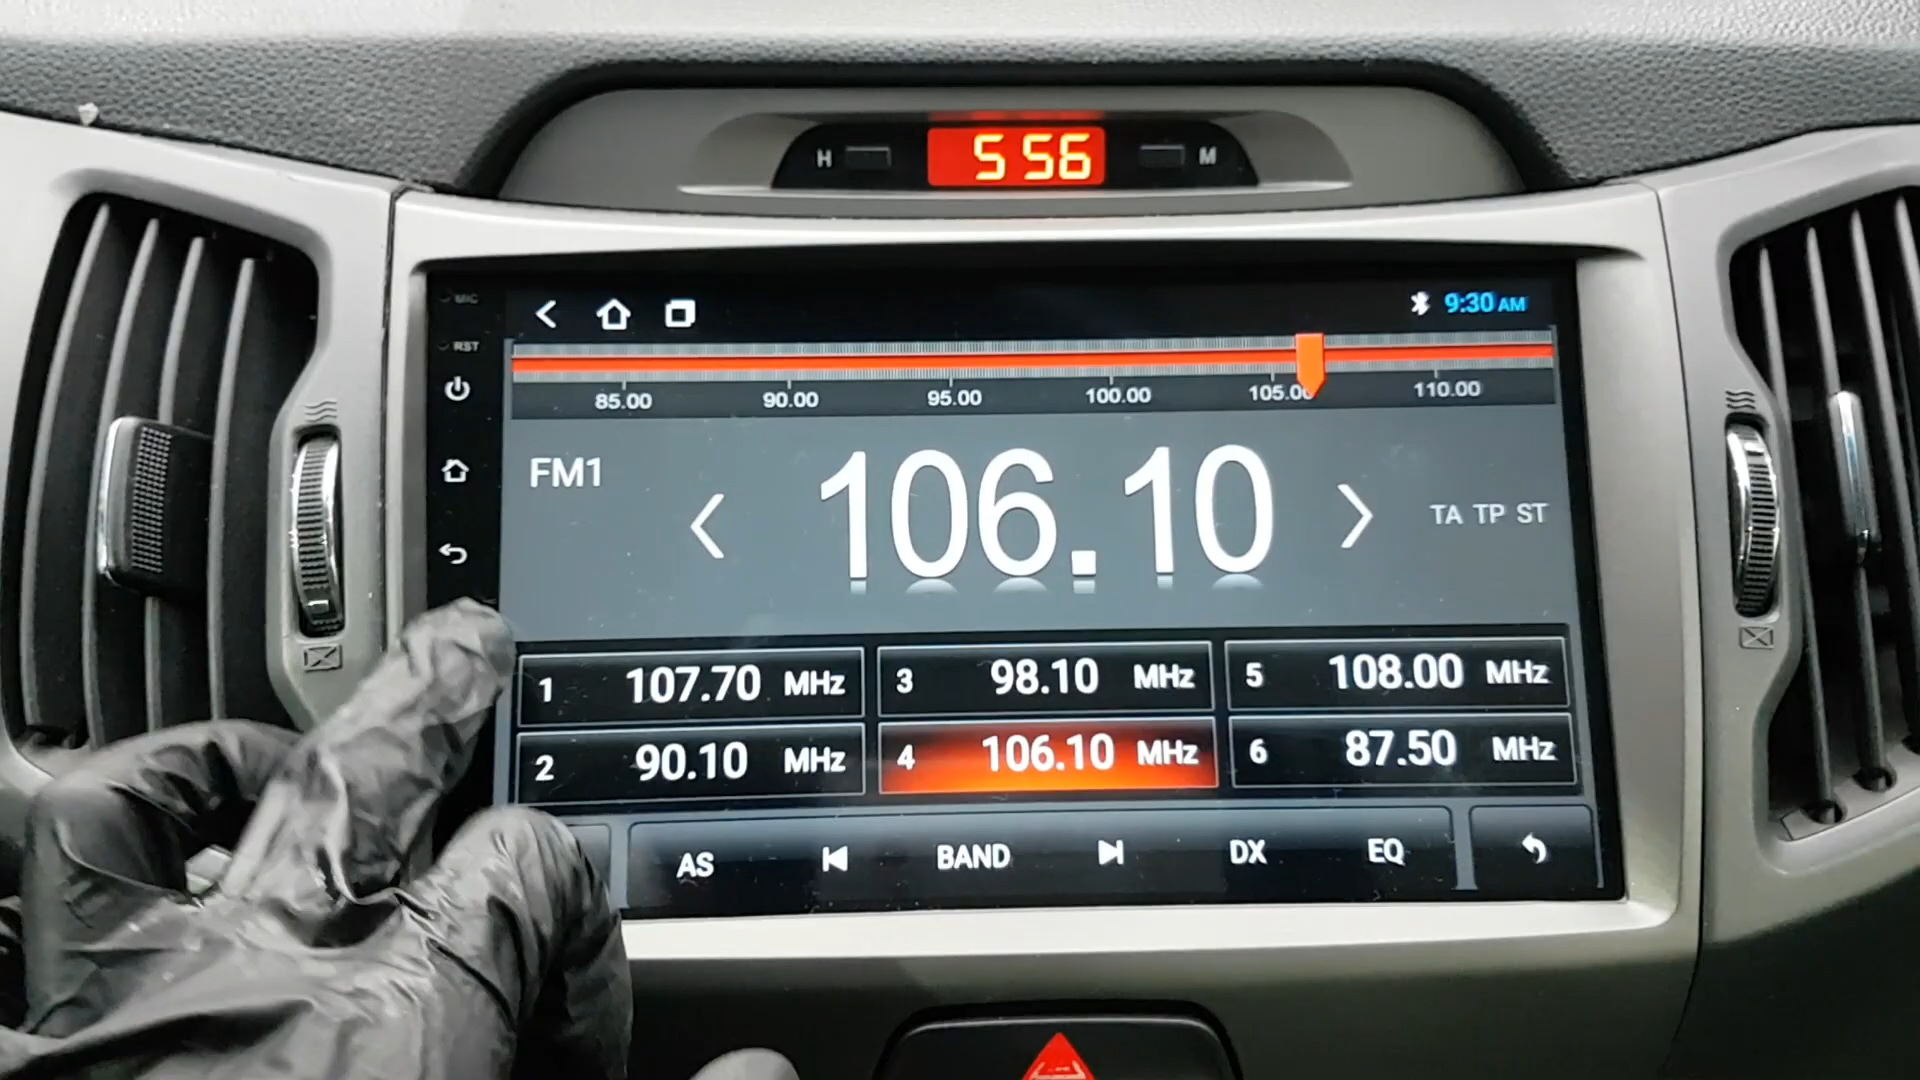 H 5 56 M
MIC
9:30 AM
RST
85.00 90.00 95.00 100.00 105.00 110.00
FM1
106.10
TA TP ST
1 107.70 MHz 3 98.10 MHz 5 108.00 MHz
2 90.10 MHz 4 106.10 MHz 6 87.50 MHz
AS BAND DX EQ